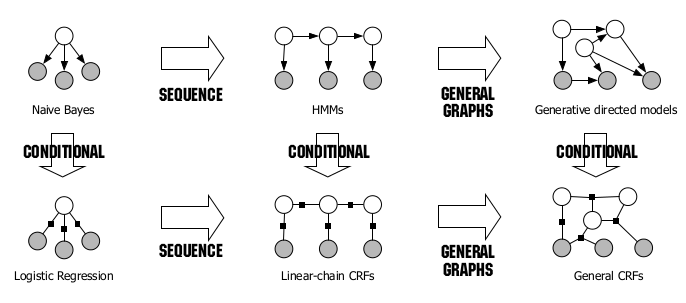 SEQUENCE
GENERAL
GRAPHS
Naive Bayes
HMMs
Generative directed models
CONDITIONAL
CONDITIONAL
CONDITIONAL
SEQUENCE
GENERAL
GRAPHS
Logistic Regression
Linear-chain CRFs
General CRFs